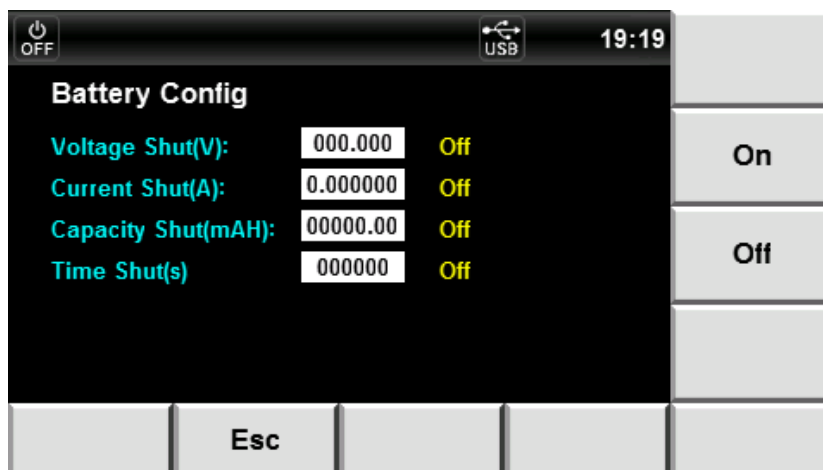 OFF USB 19:19
Battery Config
Voltage Shut(V): 000.000 Off
On
Current Shut(A): 0.000000 Off
Capacity Shut(mAH): 00000.00 Off
Off
Time Shut(s) 000000 Off
Esc